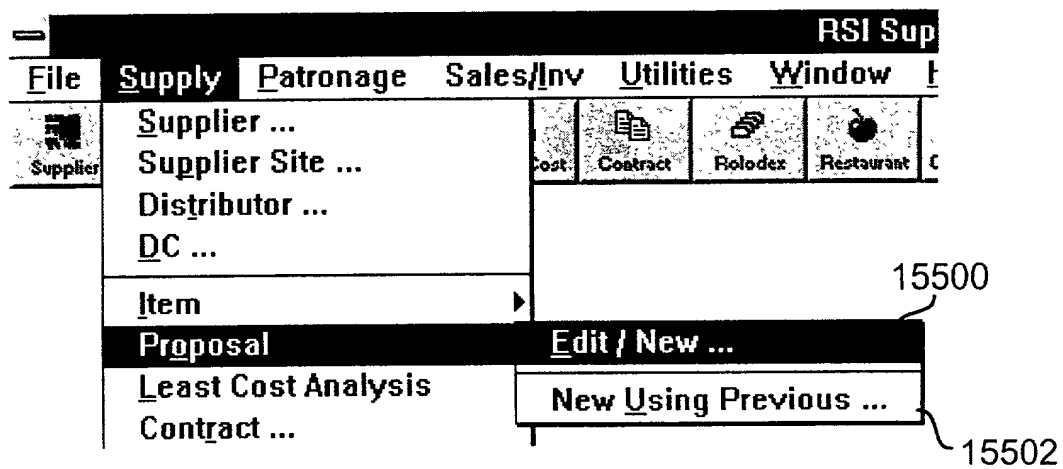 RSI Sup
File Supply Patronage Sales/Inv Utilities Window
Supplier Cost Contract Rolodex Restaurant
Supplier ...
Supplier Site ...
Distributor ...
DC ...
Item
Proposal
Least Cost Analysis
Contract ...
15500
Edit / New ...
New Using Previous ...
15502